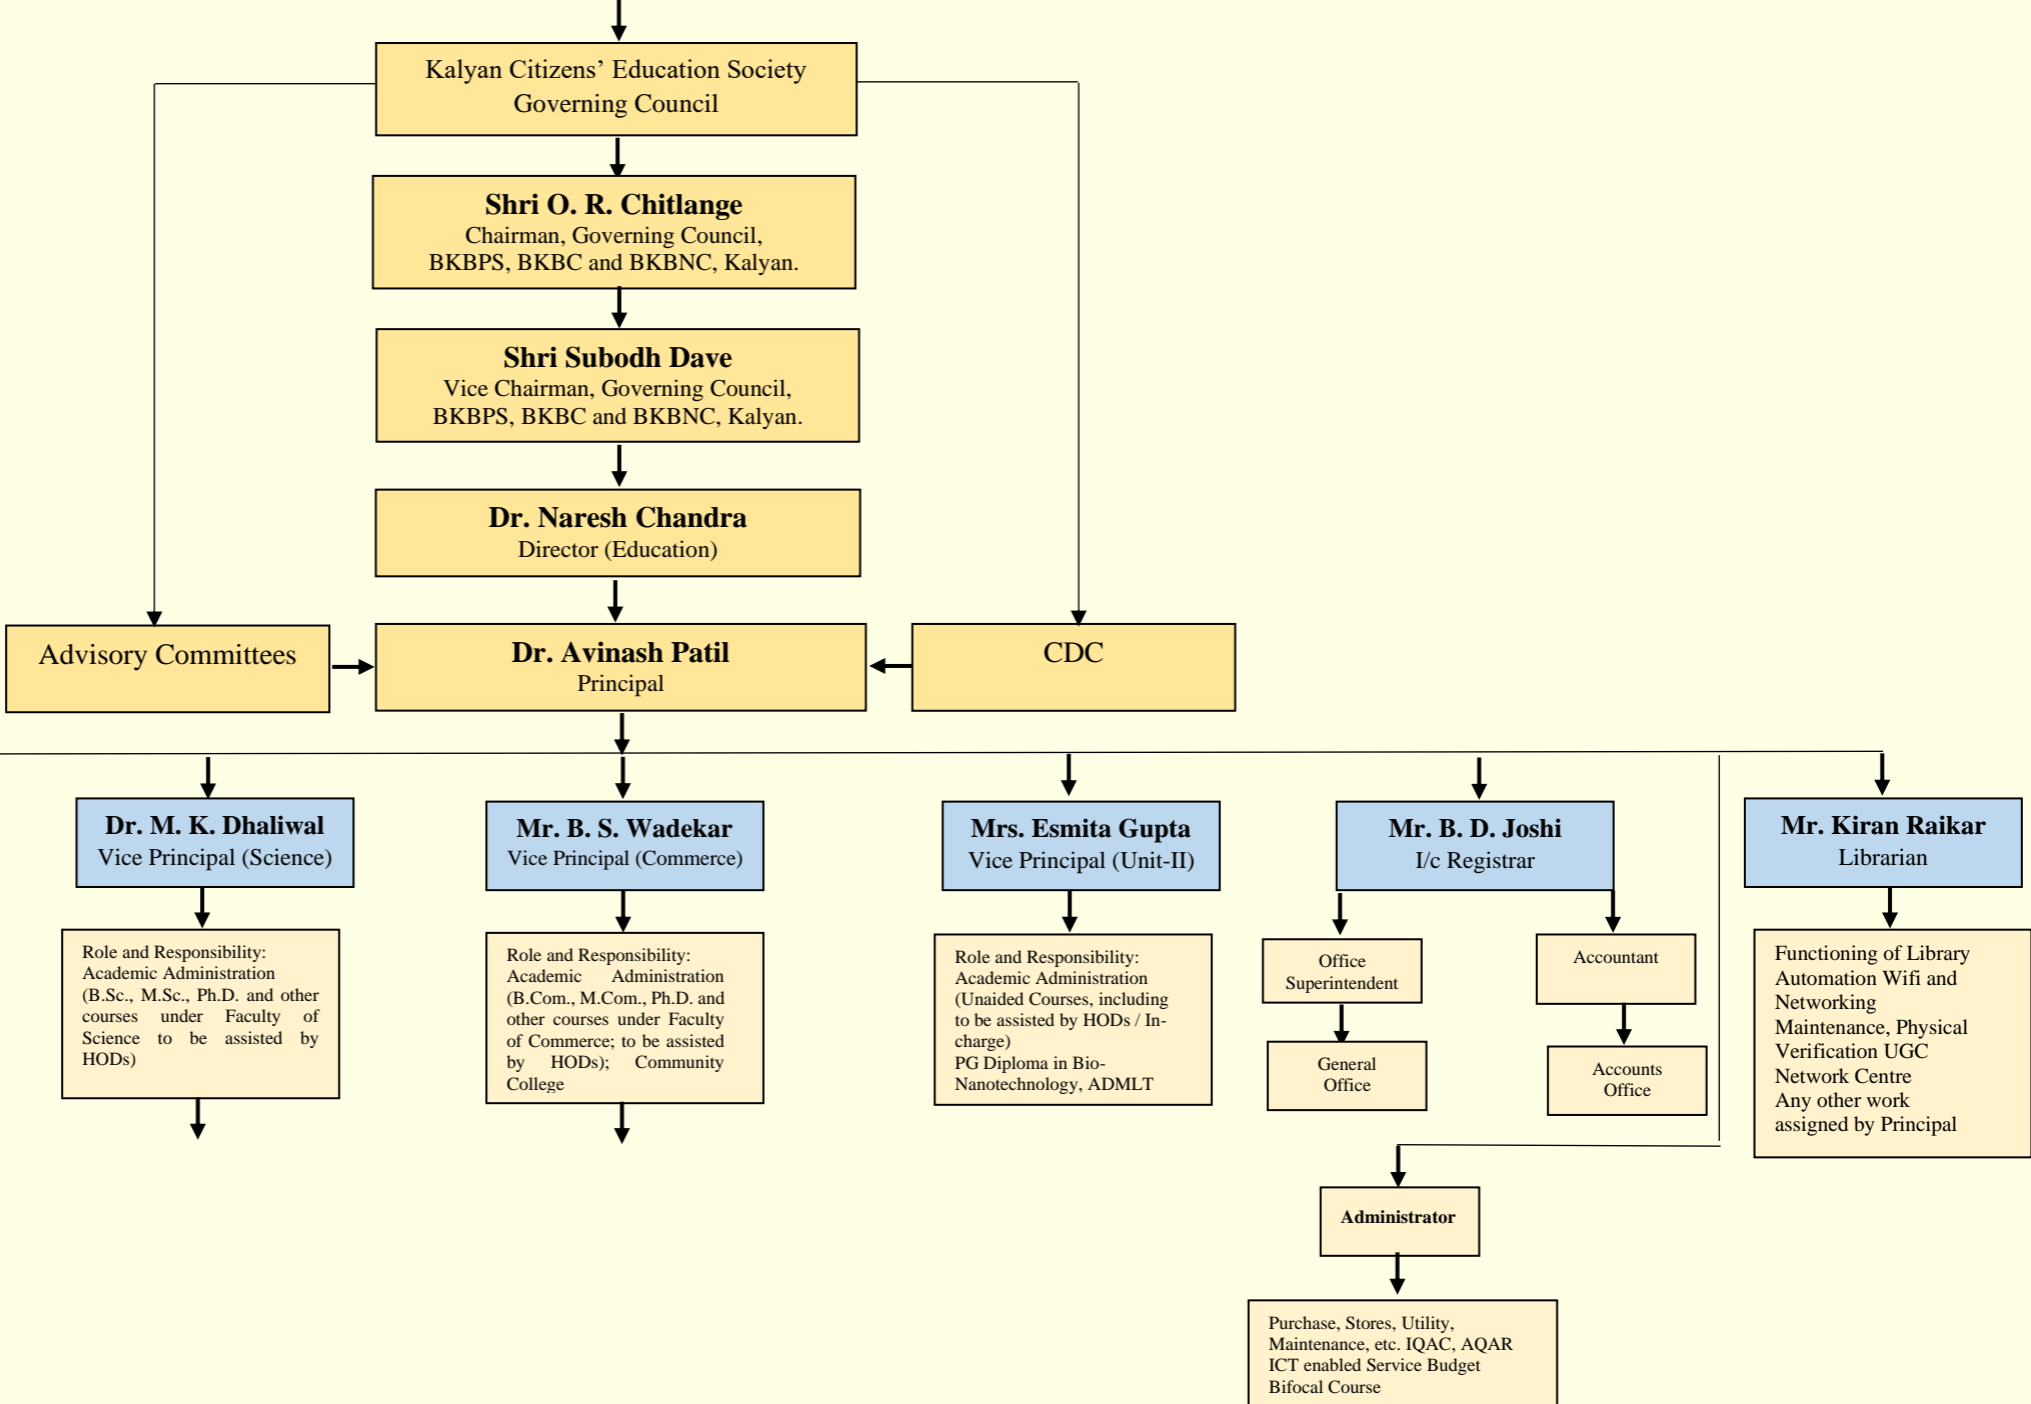 Kalyan Citizens’ Education Society
Governing Council
Shri O. R. Chitlange
Chairman, Governing Council,
BKBPS, BKBC and BKBNC, Kalyan.
Shri Subodh Dave
Vice Chairman, Governing Council,
BKBPS, BKBC and BKBNC, Kalyan.
Dr. Naresh Chandra
Director (Education)
Advisory Committees
Dr. Avinash Patil
Principal
CDC
Dr. M. K. Dhaliwal
Vice Principal (Science)
Mr. B. S. Wadekar
Vice Principal (Commerce)
Mrs. Esmita Gupta
Vice Principal (Unit-II)
Mr. B. D. Joshi
I/c Registrar
Mr. Kiran Raikar
Librarian
Role and Responsibility:
Academic Administration
(B.Sc., M.Sc., Ph.D. and other
courses under Faculty of
Science to be assisted by
HODs)
Role and Responsibility:
Academic Administration
(B.Com., M.Com., Ph.D. and
other courses under Faculty
of Commerce; to be assisted
by HODs); Community
College
Role and Responsibility:
Academic Administration
(Unaided Courses, including
to be assisted by HODs / In-
charge)
PG Diploma in Bio-
Nanotechnology, ADMLT
Office
Superintendent
General
Office
Accountant
Accounts
Office
Functioning of Library
Automation Wifi and
Networking
Maintenance, Physical
Verification UGC
Network Centre
Any other work
assigned by Principal
Administrator
Purchase, Stores, Utility,
Maintenance, etc. IQAC, AQAR
ICT enabled Service Budget
Bifocal Course